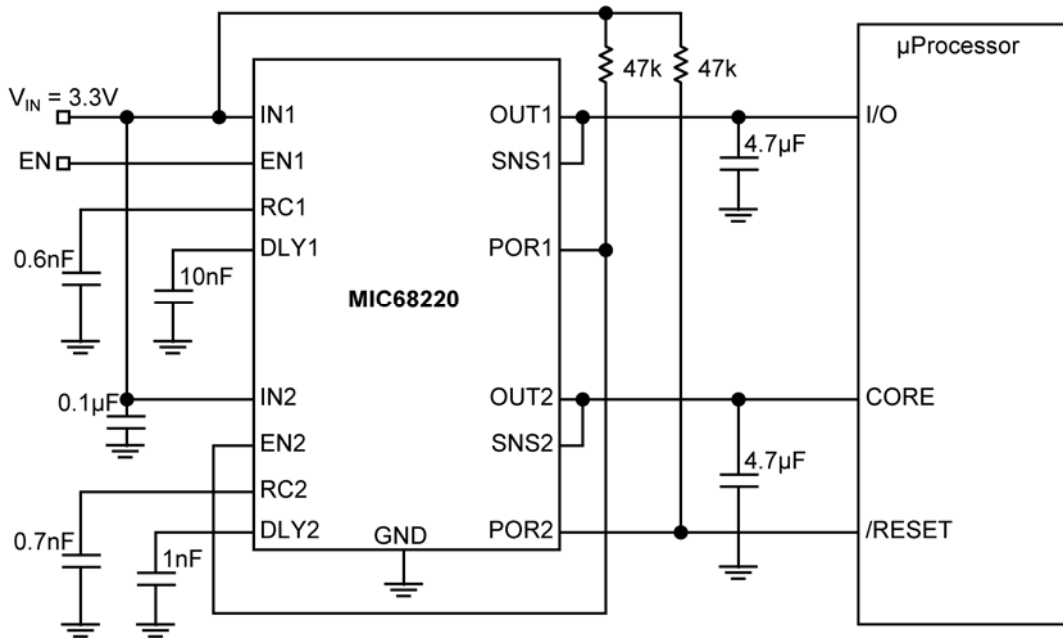 µProcessor
47k
47k
V_IN = 3.3V
IN1
OUT1
I/O
4.7µF
EN
EN1
SNS1
RC1
DLY1
POR1
0.6nF
10nF
MIC68220
IN2
OUT2
CORE
0.1µF
EN2
SNS2
4.7µF
RC2
DLY2
GND
POR2
/RESET
0.7nF
1nF